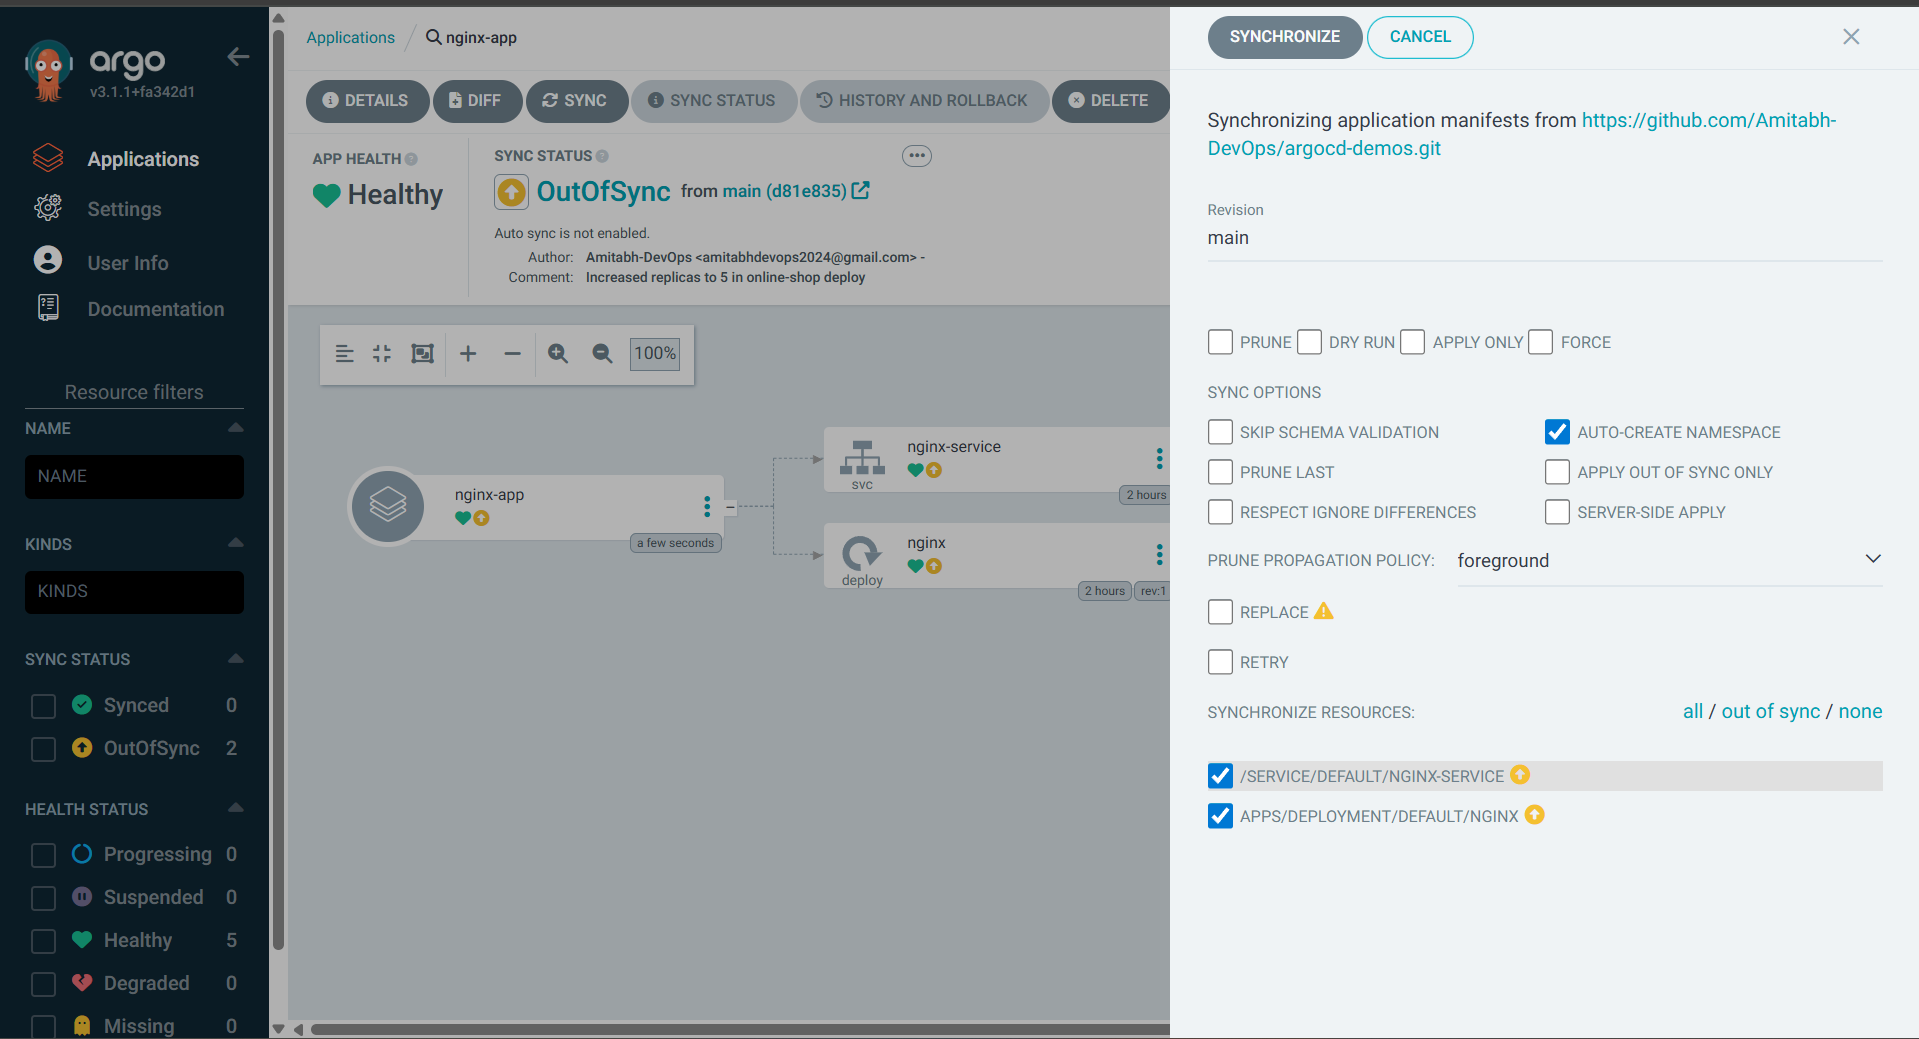 argo
v3.1.1+fa342d1
Applications
Settings
User Info
Documentation
Resource filters
NAME
NAME
KINDS
KINDS
SYNC STATUS
Synced 0
OutOfSync 2
HEALTH STATUS
Progressing 0
Suspended 0
Healthy 5
Degraded 0
Missing 0
Applications / nginx-app
DETAILS DIFF SYNC SYNC STATUS HISTORY AND ROLLBACK DELETE
APP HEALTH
Healthy
SYNC STATUS
OutOfSync from main (d81e835)
Auto sync is not enabled.
Author: Amitabh-DevOps <amitabhdevops2024@gmail.com> -
Comment: Increased replicas to 5 in online-shop deploy
100%
nginx-app
a few seconds
nginx-service
svc
2 hours
nginx
deploy
2 hours rev:1
SYNCHRONIZE CANCEL
Synchronizing application manifests from https://github.com/Amitabh-
DevOps/argocd-demos.git
Revision
main
PRUNE DRY RUN APPLY ONLY FORCE
SYNC OPTIONS
SKIP SCHEMA VALIDATION AUTO-CREATE NAMESPACE
PRUNE LAST APPLY OUT OF SYNC ONLY
RESPECT IGNORE DIFFERENCES SERVER-SIDE APPLY
PRUNE PROPAGATION POLICY: foreground
REPLACE
RETRY
SYNCHRONIZE RESOURCES: all / out of sync / none
/SERVICE/DEFAULT/NGINX-SERVICE
APPS/DEPLOYMENT/DEFAULT/NGINX